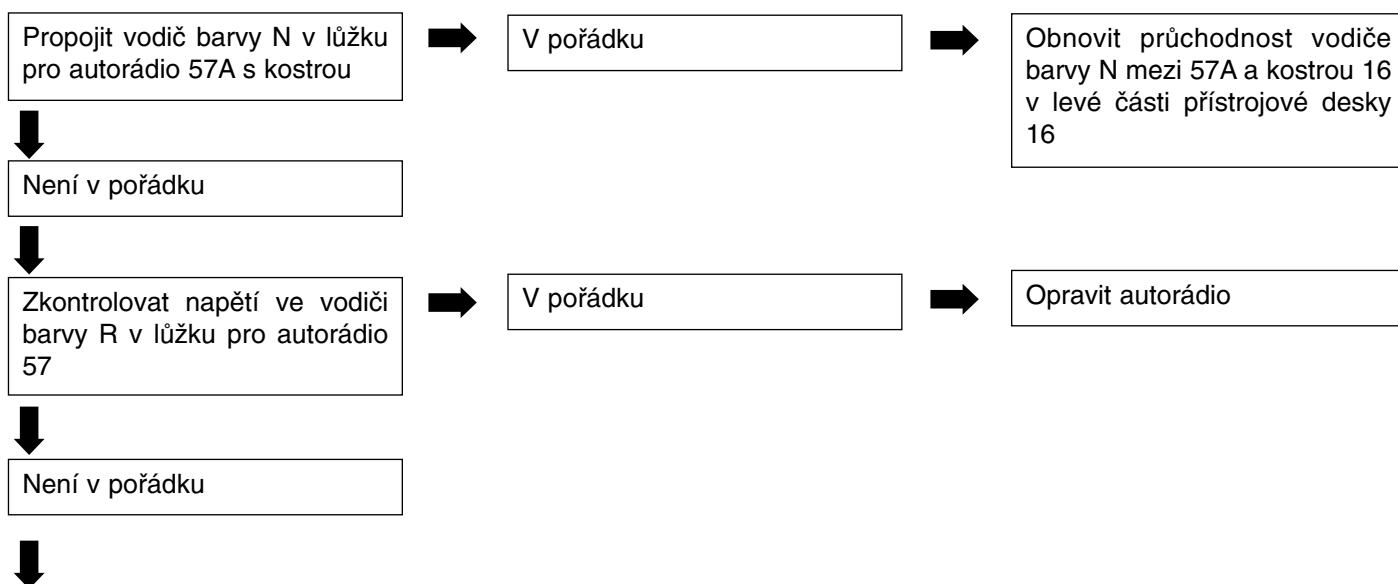 Propojit vodič barvy N v lůžku
pro autorádio 57A s kostrou
V pořádku
Obnovit průchodnost vodiče
barvy N mezi 57A a kostrou 16
v levé části přístrojové desky
16
Není v pořádku
Zkontrolovat napětí ve vodiči
barvy R v lůžku pro autorádio
57
V pořádku
Opravit autorádio
Není v pořádku